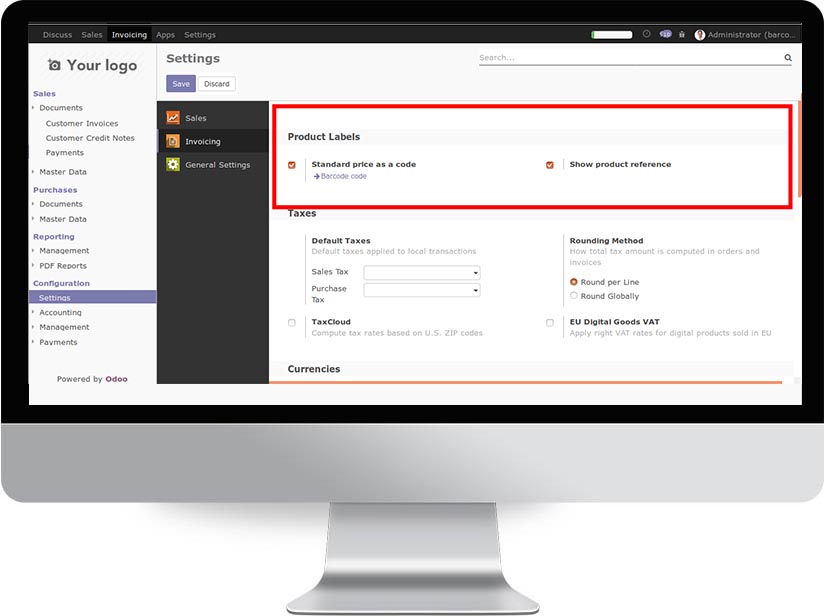 Discuss Sales Invoicing Apps Settings
Administrator (barco...
Your logo
Settings
Search...
Save Discard
Sales
Documents
Customer Invoices
Customer Credit Notes
Payments
Master Data
Purchases
Documents
Master Data
Reporting
Management
PDF Reports
Configuration
Settings
Accounting
Management
Payments
Powered by Odoo
Sales
Invoicing
General Settings
Product Labels
Standard price as a code
Barcode code
Show product reference
Taxes
Default Taxes
Default taxes applied to local transactions
Sales Tax
Purchase
Tax
Rounding Method
How total tax amount is computed in orders and
invoices
Round per Line
Round Globally
TaxCloud
Compute tax rates based on U.S. ZIP codes
EU Digital Goods VAT
Apply right VAT rates for digital products sold in EU
Currencies